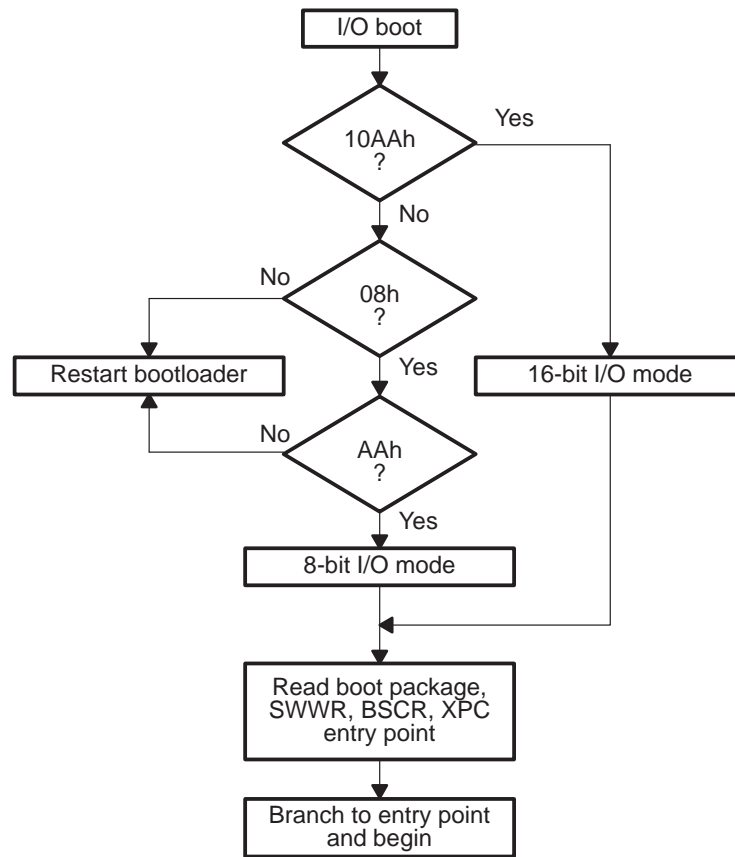 I/O boot
10AAh
?
Yes
No
08h
?
No
Yes
Restart bootloader
16-bit I/O mode
AAh
?
No
Yes
8-bit I/O mode
Read boot package,
SWWR, BSCR, XPC
entry point
Branch to entry point
and begin